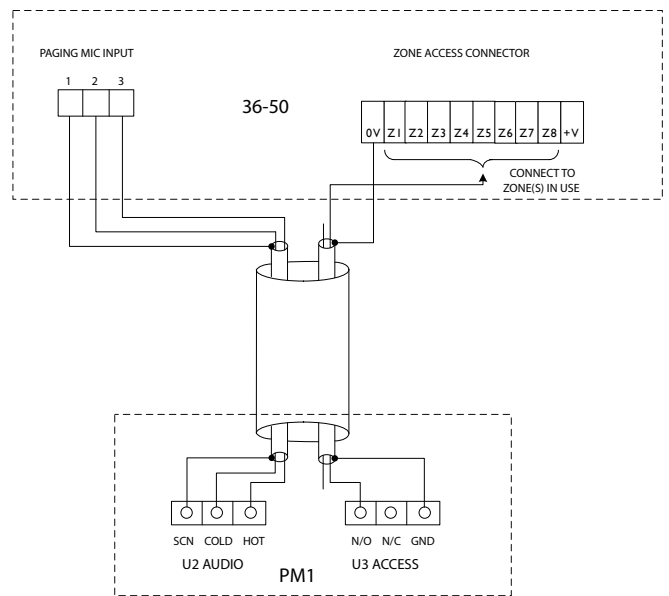 PAGING MIC INPUT
ZONE ACCESS CONNECTOR
1 2 3
36-50
0V Z1 Z2 Z3 Z4 Z5 Z6 Z7 Z8 +V
CONNECT TO
ZONE(S) IN USE
SCN COLD HOT
N/O N/C GND
U2 AUDIO
U3 ACCESS
PM1